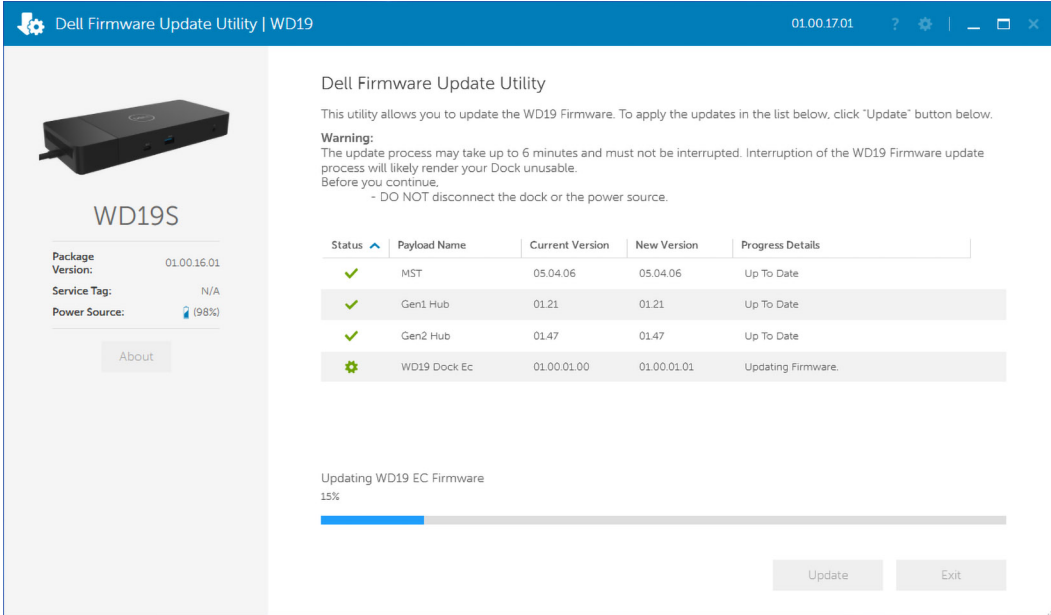 Dell Firmware Update Utility | WD19
01.00.17.01
?
Dell Firmware Update Utility
This utility allows you to update the WD19 Firmware. To apply the updates in the list below, click "Update" button below.
Warning:
The update process may take up to 6 minutes and must not be interrupted. Interruption of the WD19 Firmware update
process will likely render your Dock unusable.
Before you continue,
- DO NOT disconnect the dock or the power source.
WD19S
Package Version: 01.00.16.01
Service Tag: N/A
Power Source: (98%)
About
Status Payload Name Current Version New Version Progress Details
MST 05.04.06 05.04.06 Up To Date
Gen1 Hub 01.21 01.21 Up To Date
Gen2 Hub 01.47 01.47 Up To Date
WD19 Dock Ec 01.00.01.00 01.00.01.01 Updating Firmware.
Updating WD19 EC Firmware
15%
Update Exit